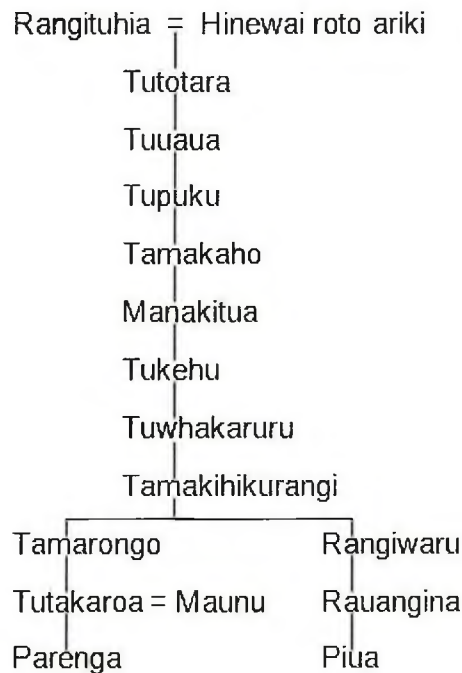 Rangituhia = Hinewai roto ariki
Tutotara
Tuuaua
Tupuku
Tamakaho
Manakitua
Tukehu
Tuwhakaruru
Tamakihikurangi
Tamarongo Rangiwaru
Tutakaroa = Maunu Rauangina
Parenga Piua